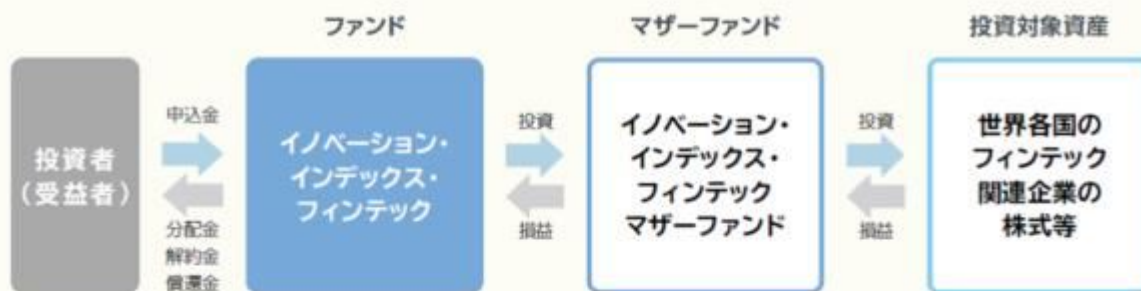 ファンド
マザーファンド
投資対象資産
投資者
（受益者）
申込金
分配金
解約金
償還金
イノベーション・
インデックス・
フィンテック
投資
損益
イノベーション・
インデックス・
フィンテック
マザーファンド
投資
損益
世界各国の
フィンテック
関連企業の
株式等